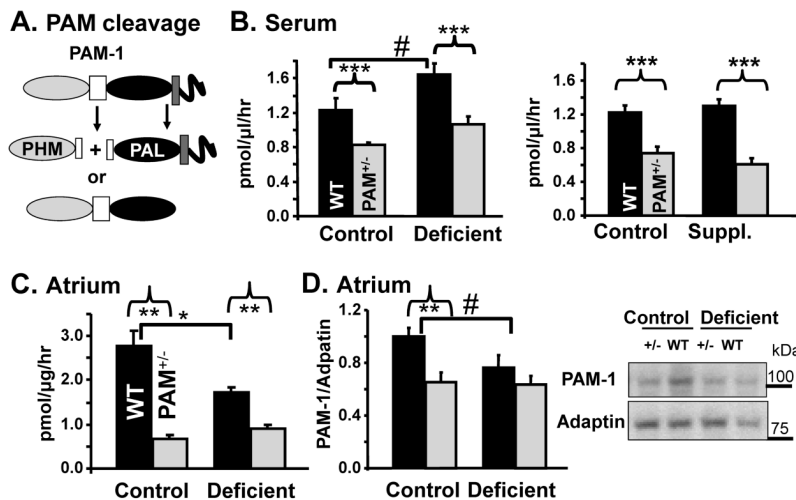 A. PAM cleavage
PAM-1
PHM + PAL
or
B. Serum
pmol/µl/hr
1.6
1.2
0.8
0.4
0.0
#
***
***
WT
PAM+/-
Control Deficient
pmol/µl/hr
1.6
1.2
0.8
0.4
0.0
***
***
WT
PAM+/-
Control Suppl.
C. Atrium
pmol/µg/hr
3.0
2.0
1.0
0.0
**
*
**
WT
PAM+/-
Control Deficient
D. Atrium
PAM-1/Adpatin
1.2
0.8
0.4
0.0
**
#
Control Deficient
Control Deficient
+/- WT +/- WT kDa
PAM-1 100
Adaptin 75